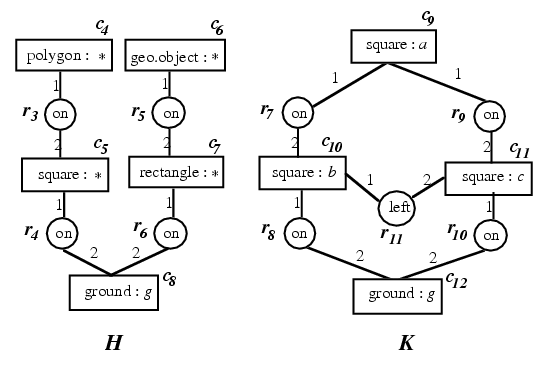 c4
c6
c9
polygon : *
geo.object : *
square : a
1
1
1
1
r3
on
r5
on
r7
on
r9
on
2
2
2
2
c5
c7
c10
c11
square : *
rectangle : *
square : b
square : c
1
2
1
1
1
1
left
r4
on
r6
on
r8
on
r11
r10
on
2
2
2
2
c8
c12
ground : g
ground : g
H
K